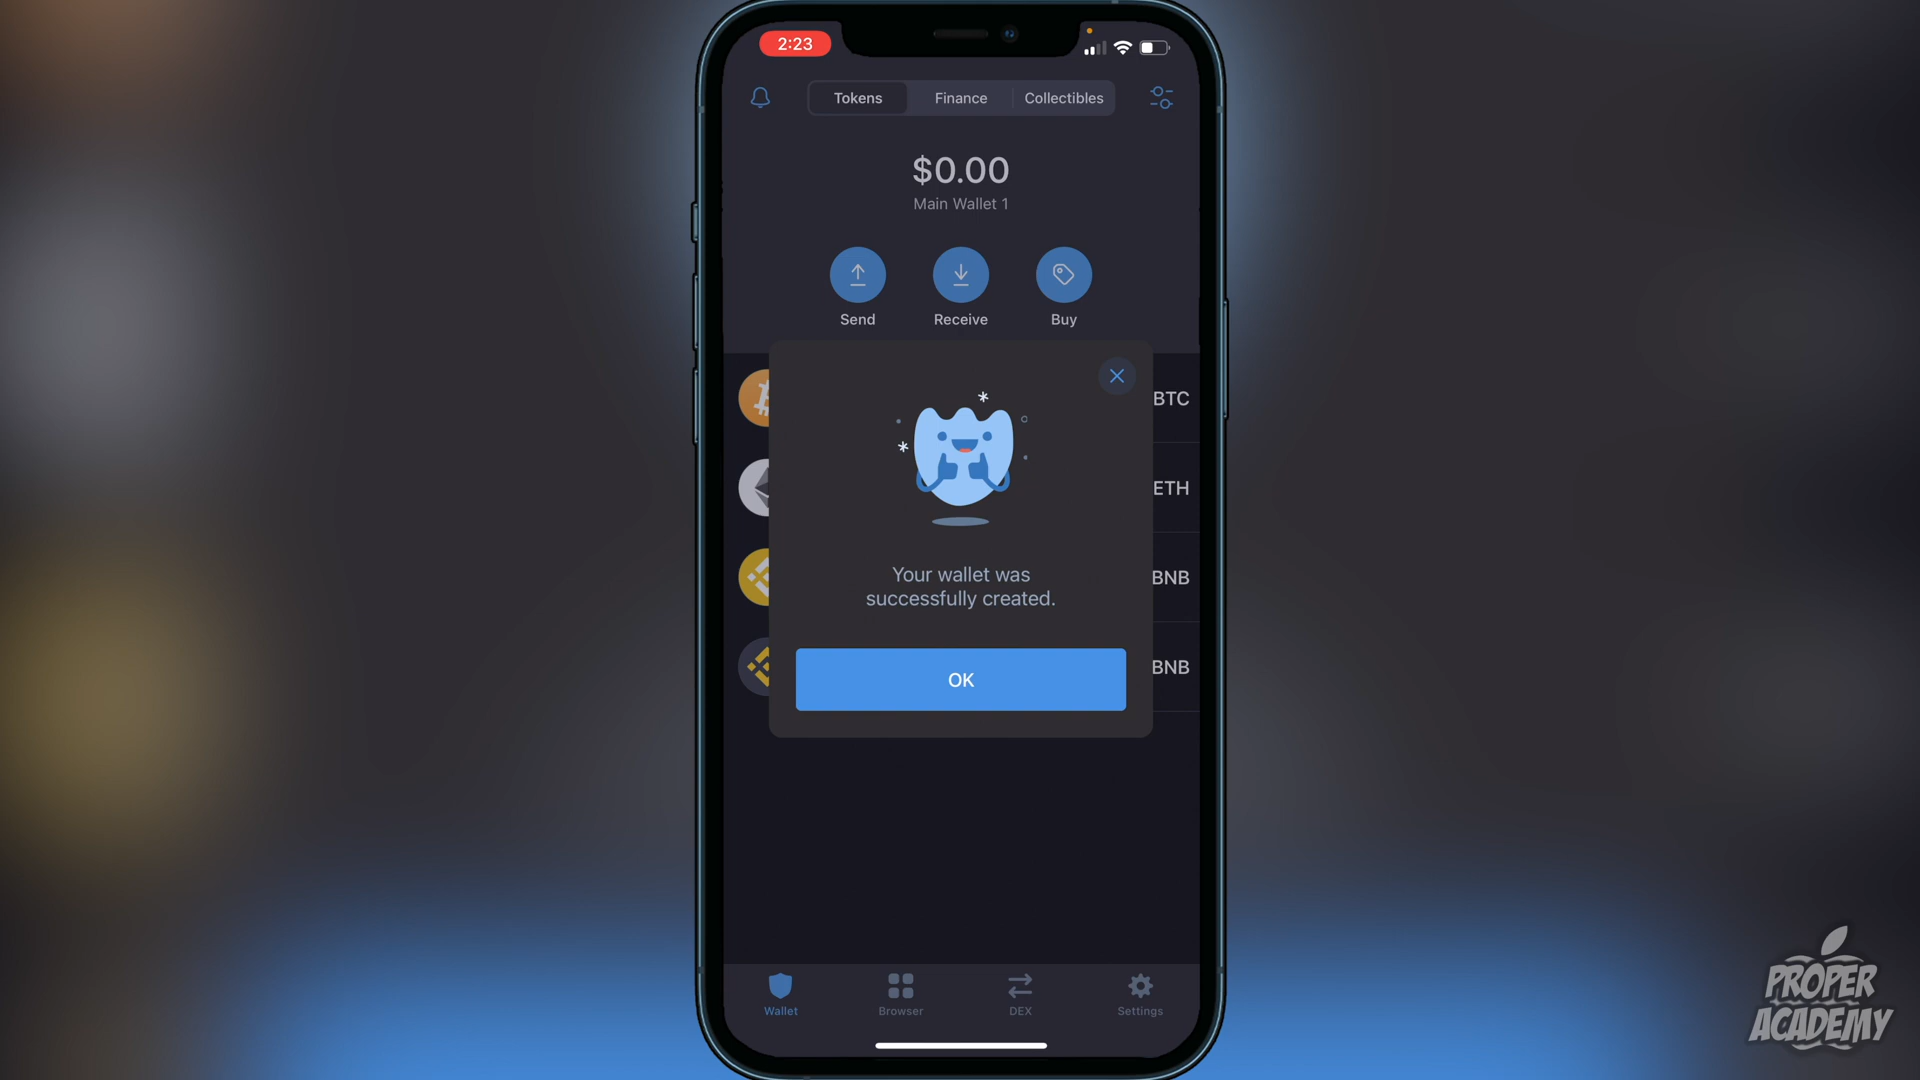 2:23
Tokens Finance Collectibles
$0.00
Main Wallet 1
Send Receive Buy
BTC
ETH
Your wallet was
successfully created.
BNB
BNB
OK
Wallet Browser DEX Settings
PROPER
ACADEMY